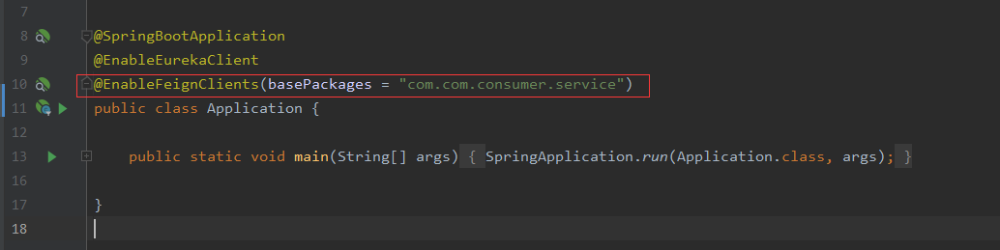 7
8 @SpringBootApplication
9 @EnableEurekaClient
10 @EnableFeignClients(basePackages = "com.com.consumer.service")
11 public class Application {
12
13 public static void main(String[] args) { SpringApplication.run(Application.class, args); }
16
17 }
18